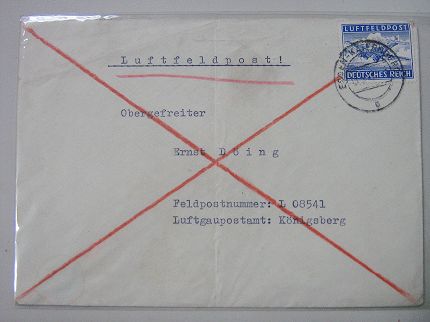 LUFTFELDPOST
DEUTSCHES REICH
Luftfeldpost!
Obergefreiter
Ernst Döing
Feldpostnummer: L 08541
Luftgaupostamt: Königsberg